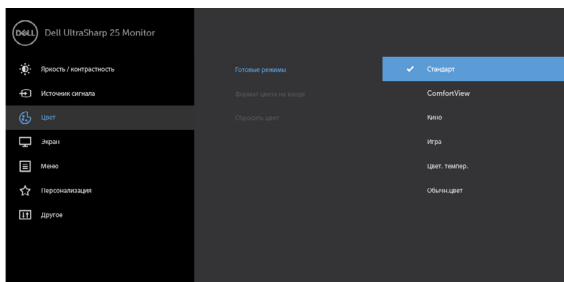 DELL Dell UltraSharp 25 Monitor
Яркость / контрастность
Готовые режимы
Стандарт
Источник сигнала
Формат цвета на входе
ComfortView
Цвет
Сбросить цвет
Кино
Экран
Игра
Меню
Цвет. темпер.
Персонализация
Обычн.цвет
Другое